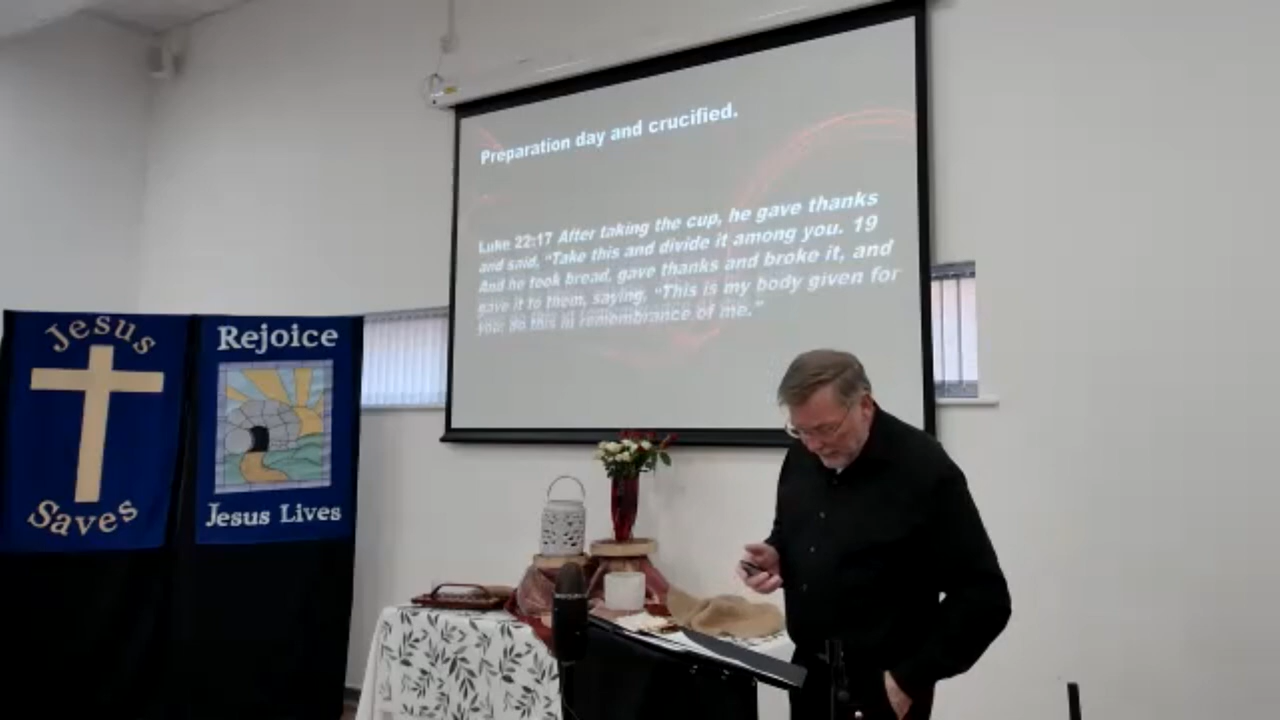 Preparation day and crucified.
Luke 22:17 After taking the cup, he gave thanks
and said, “Take this and divide it among you. 19
And he took bread, gave thanks and broke it, and
gave it to them, saying, “This is my body given for
you; do this in remembrance of me.”
Jesus
Saves
Rejoice
Jesus Lives